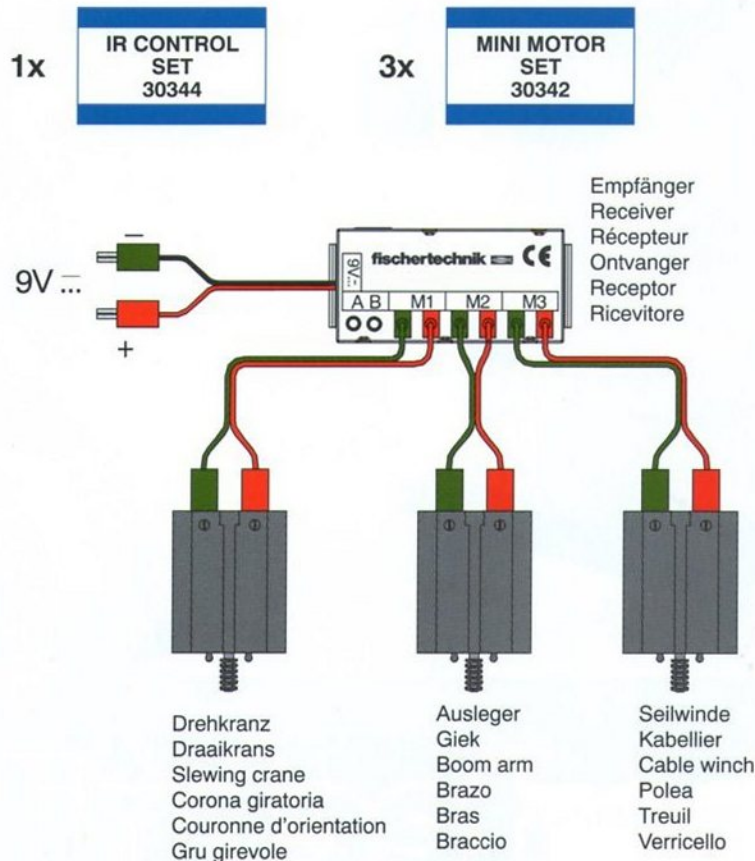 1x
IR CONTROL
SET
30344
3x
MINI MOTOR
SET
30342
Empfänger
Receiver
Récepteur
Ontvanger
Receptor
Ricevitore
–
9V
+
fischertechnik CE
9V
A B M1 M2 M3
Drehkranz
Draaikrans
Slewing crane
Corona giratoria
Couronne d'orientation
Gru girevole
Ausleger
Giek
Boom arm
Brazo
Bras
Braccio
Seilwinde
Kabellier
Cable winch
Polea
Treuil
Verricello